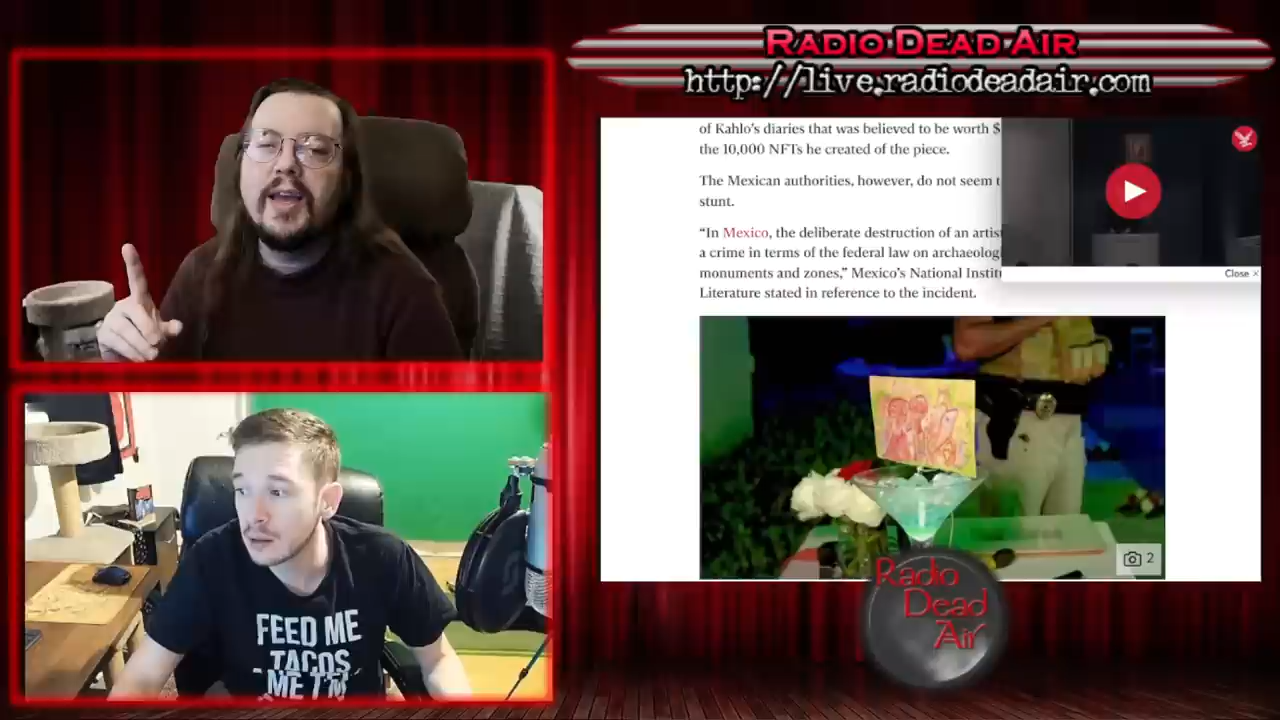 RADIO DEAD AIR
http://live.radiodeadair.com
of Kahlo's diaries that was believed to be worth $
the 10,000 NFTs he created of the piece.
The Mexican authorities, however, do not seem t
stunt.
“In Mexico, the deliberate destruction of an artis
a crime in terms of the federal law on archaeolog
monuments and zones,” Mexico's National Instit
Literature stated in reference to the incident.
Close ×
2
FEED ME
TACOS
ME I'M
Radio
Dead
Air